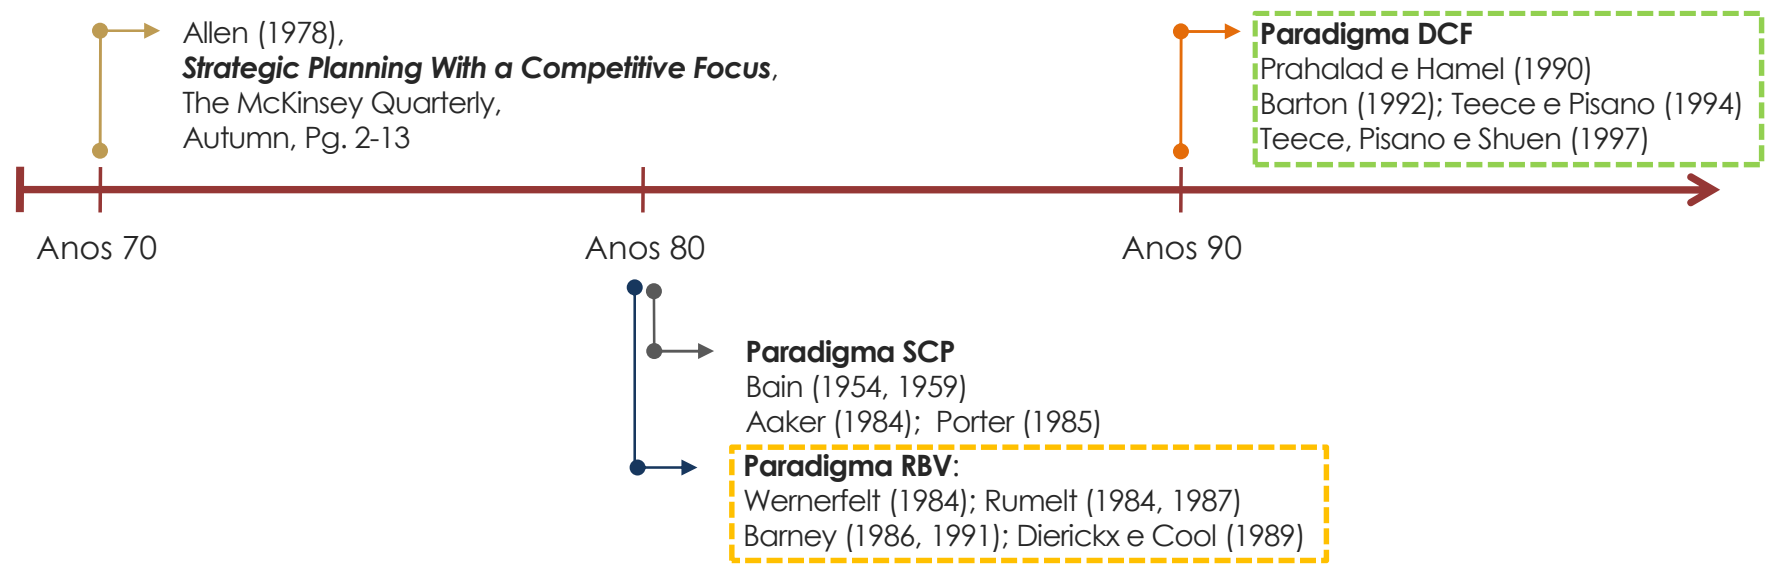 Allen (1978),
Strategic Planning With a Competitive Focus,
The McKinsey Quarterly,
Autumn, Pg. 2-13
Paradigma DCF
Prahalad e Hamel (1990)
Barton (1992); Teece e Pisano (1994)
Teece, Pisano e Shuen (1997)
Anos 70
Anos 80
Anos 90
Paradigma SCP
Bain (1954, 1959)
Aaker (1984);  Porter (1985)
Paradigma RBV:
Wernerfelt (1984); Rumelt (1984, 1987)
Barney (1986, 1991); Dierickx e Cool (1989)